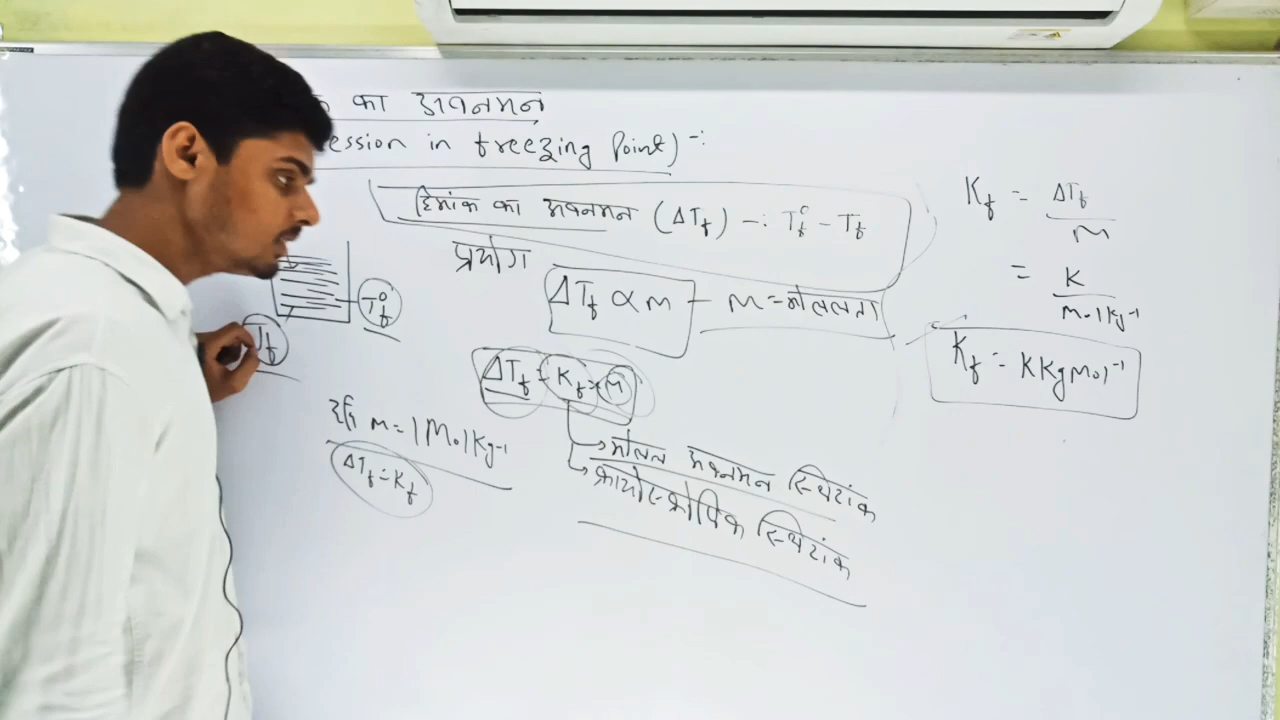 का अवनमन
ession in freezing Point) -:
हिमांक का अवनमन (ΔTf) -: T°f - Tf
प्रयोग
T°f
Tf
ΔTf ∝ m - m = मोललता
ΔTf = Kf × m
यदि m = 1 Mol Kg-1
ΔTf = Kf
→ मोलल अवनमन स्थिरांक
→ क्रायोस्कोपिक स्थिरांक
Kf = ΔTf / m
= K / Mol Kg-1
Kf = K Kg Mol-1